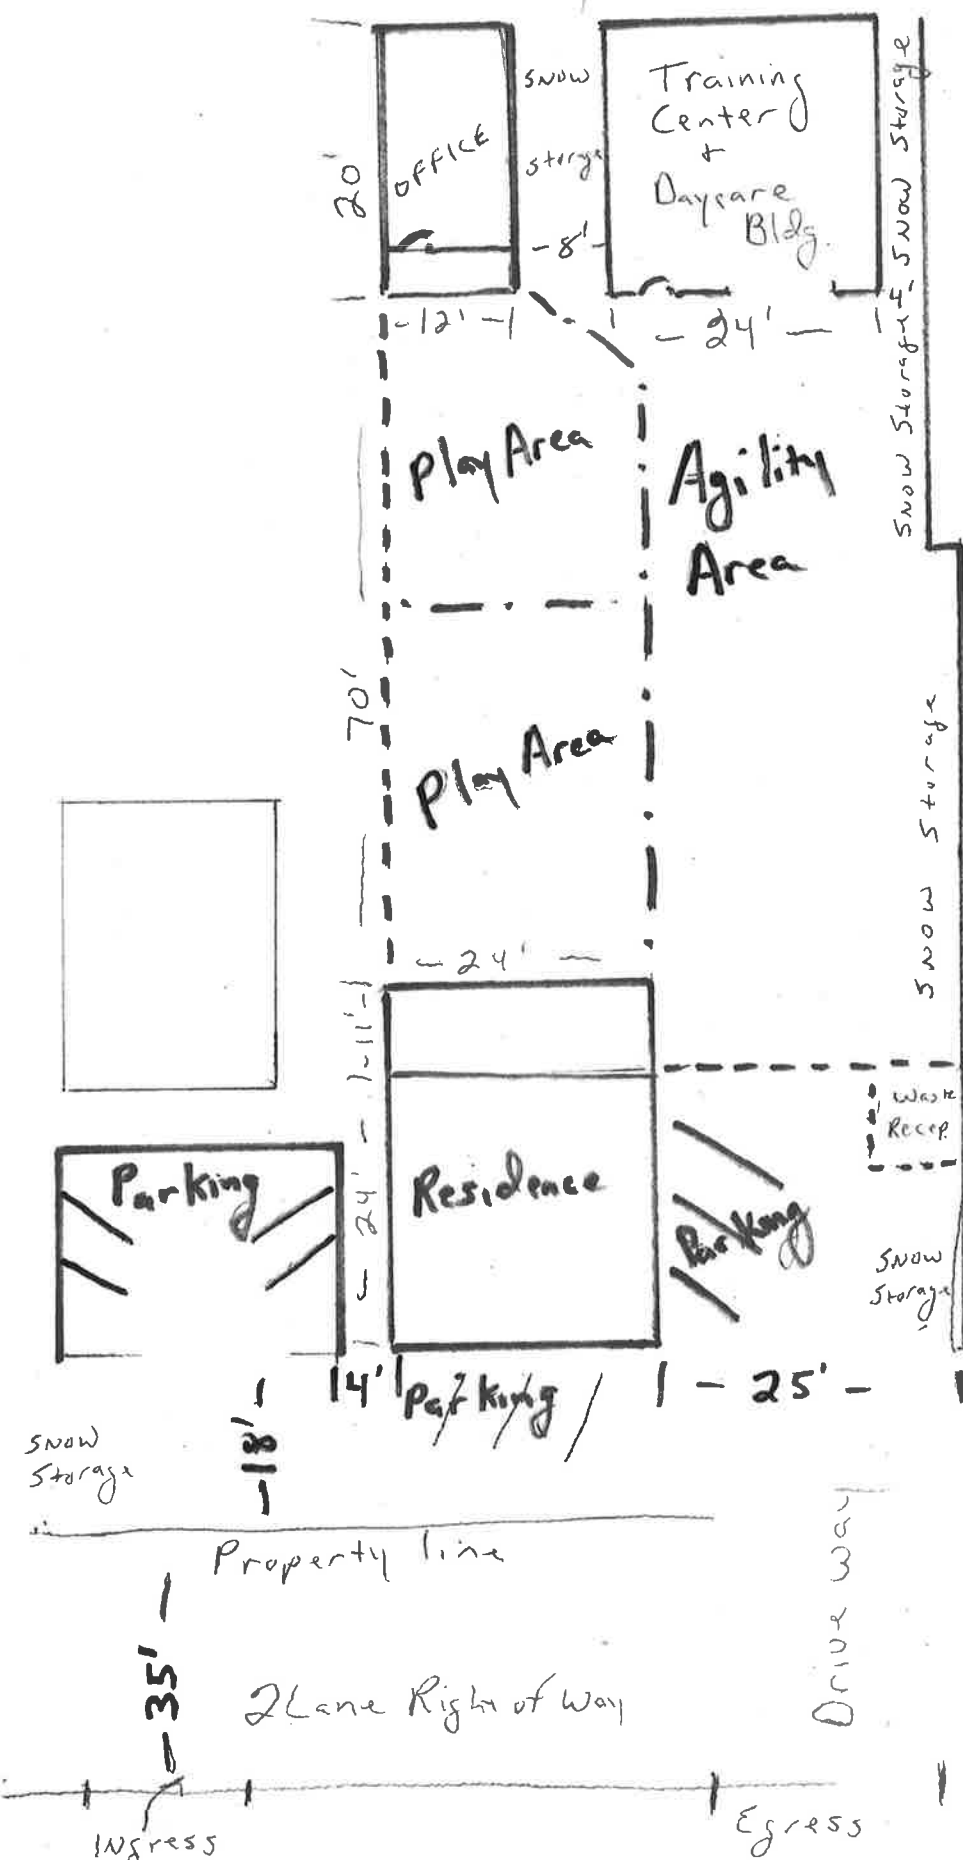 Snow
Storage
Training
Center
+
Daycare
Bldg.
OFFICE
20'
-8'-
-12'-
-24'-
Snow Storage + Snow Storage
Play Area
Agility
Area
70'
Play Area
Snow Storage
-24'-
-11'-
Waste
Recep.
Parking
-24'-
Residence
Parking
Snow
Storage
4'
Parking
-25'-
-18'-
Snow
Storage
Property line
Drive way
-35'-
2 Lane Right of Way
Ingress
Egress